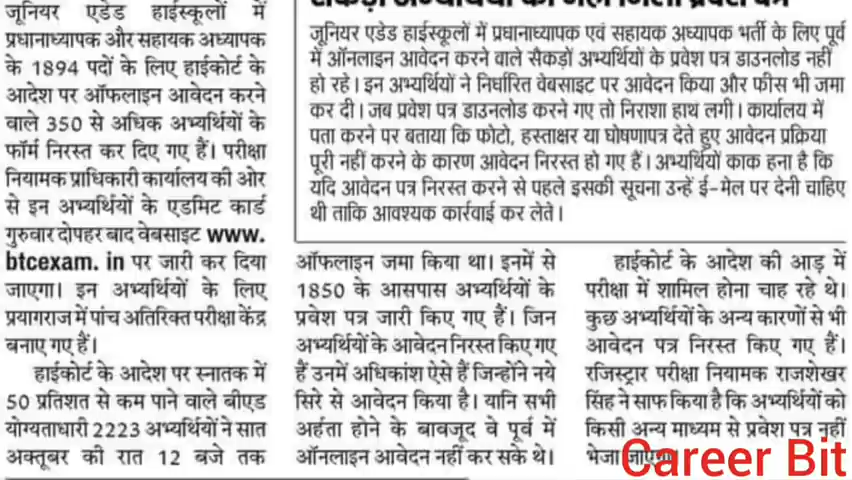 जूनियर एडेड हाईस्कूलों में
प्रधानाध्यापक और सहायक अध्यापक
के 1894 पदों के लिए हाईकोर्ट के
आदेश पर ऑफलाइन आवेदन करने
वाले 350 से अधिक अभ्यर्थियों के
फॉर्म निरस्त कर दिए गए हैं। परीक्षा
नियामक प्राधिकारी कार्यालय की ओर
से इन अभ्यर्थियों के एडमिट कार्ड
गुरुवार दोपहर बाद वेबसाइट www.
btcexam. in पर जारी कर दिया
जाएगा। इन अभ्यर्थियों के लिए
प्रयागराज में पांच अतिरिक्त परीक्षा केंद्र
बनाए गए हैं।
हाईकोर्ट के आदेश पर स्नातक में
50 प्रतिशत से कम पाने वाले बीएड
योग्यताधारी 2223 अभ्यर्थियों ने सात
अक्तूबर की रात 12 बजे तक
जूनियर एडेड हाईस्कूलों में प्रधानाध्यापक एवं सहायक अध्यापक भर्ती के लिए पूर्व
में ऑनलाइन आवेदन करने वाले सैकड़ों अभ्यर्थियों के प्रवेश पत्र डाउनलोड नहीं
हो रहे। इन अभ्यर्थियों ने निर्धारित वेबसाइट पर आवेदन किया और फीस भी जमा
कर दी। जब प्रवेश पत्र डाउनलोड करने गए तो निराशा हाथ लगी। कार्यालय में
पता करने पर बताया कि फोटो, हस्ताक्षर या घोषणापत्र देते हुए आवेदन प्रक्रिया
पूरी नहीं करने के कारण आवेदन निरस्त हो गए हैं। अभ्यर्थियों काक हना है कि
यदि आवेदन पत्र निरस्त करने से पहले इसकी सूचना उन्हें ई-मेल पर देनी चाहिए
थी ताकि आवश्यक कार्रवाई कर लेते।
ऑफलाइन जमा किया था। इनमें से
1850 के आसपास अभ्यर्थियों के
प्रवेश पत्र जारी किए गए हैं। जिन
अभ्यर्थियों के आवेदन निरस्त किए गए
हैं उनमें अधिकांश ऐसे हैं जिन्होंने नये
सिरे से आवेदन किया है। यानि सभी
अर्हता होने के बावजूद वे पूर्व में
ऑनलाइन आवेदन नहीं कर सके थे।
हाईकोर्ट के आदेश की आड़ में
परीक्षा में शामिल होना चाह रहे थे।
कुछ अभ्यर्थियों के अन्य कारणों से भी
आवेदन पत्र निरस्त किए गए हैं।
रजिस्ट्रार परीक्षा नियामक राजशेखर
सिंह ने साफ किया है कि अभ्यर्थियों को
किसी अन्य माध्यम से प्रवेश पत्र नहीं
भेजा
Career Bit